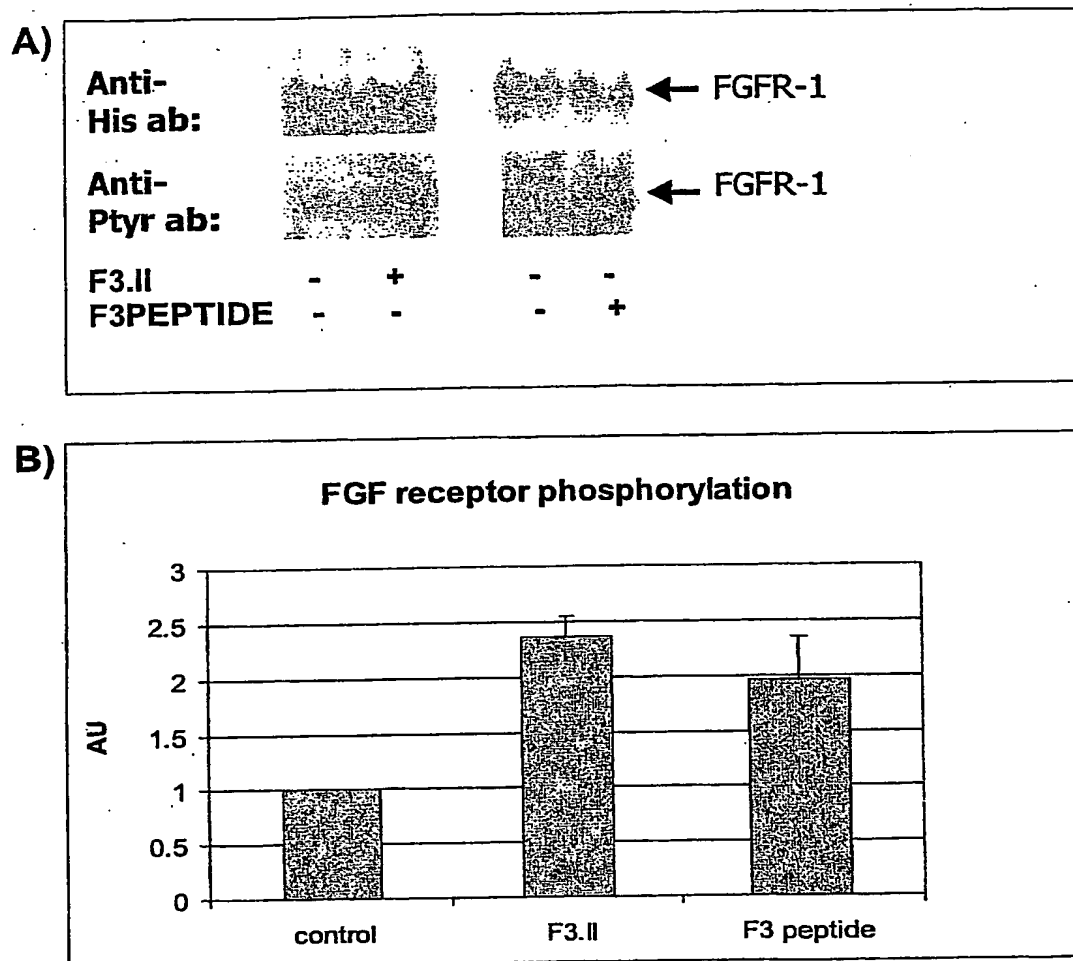 A)
Anti-
His ab:
FGFR-1
Anti-
Ptyr ab:
FGFR-1
F3.II - + - -
F3PEPTIDE - - - +
B)
FGF receptor phosphorylation
3
2.5
2
1.5
1
0.5
0
AU
control F3.II F3 peptide